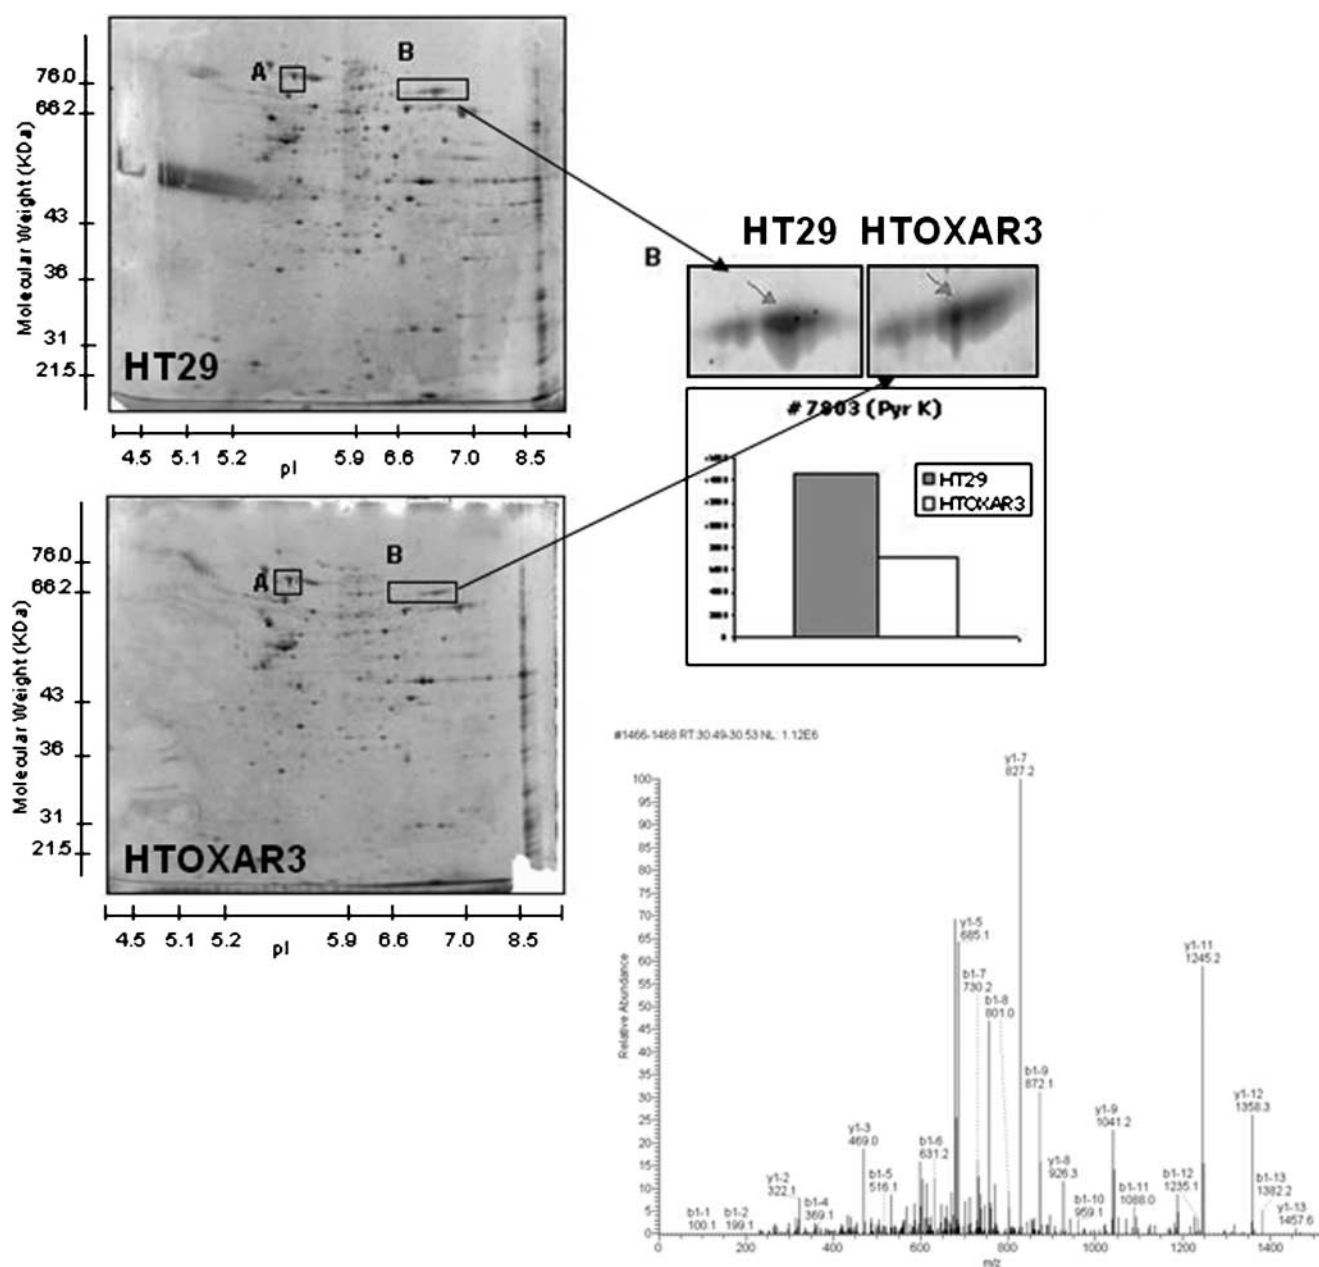 Molecular Weight (KDa)
76.0
66.2
43
36
31
21.5
A
B
HT29
4.5 5.1 5.2 5.9 6.6 7.0 8.5
pI
Molecular Weight (KDa)
76.0
66.2
43
36
31
21.5
A
B
HTOXAR3
4.5 5.1 5.2 5.9 6.6 7.0 8.5
pI
HT29 HTOXAR3
B
(Pyr K)
HT29
HTOXAR3
0
#1466-1468 RT:30.49-30.53 NL: 1.12E6
Relative Abundance
100
95
90
85
80
75
70
65
60
55
50
45
40
35
30
25
20
15
10
5
0
b1-1
100.1
b1-2
199.1
y1-2
322.1
b1-4
369.1
y1-3
469.0
b1-5
516.1
b1-6
631.2
y1-5
685.1
b1-7
730.2
b1-8
801.0
y1-7
827.2
b1-9
872.1
y1-8
926.3
b1-10
959.1
y1-9
1041.2
b1-11
1088.0
b1-12
1235.1
y1-11
1245.2
y1-12
1358.3
b1-13
1382.2
y1-13
1457.6
0 200 400 600 800 1000 1200 1400
m/z